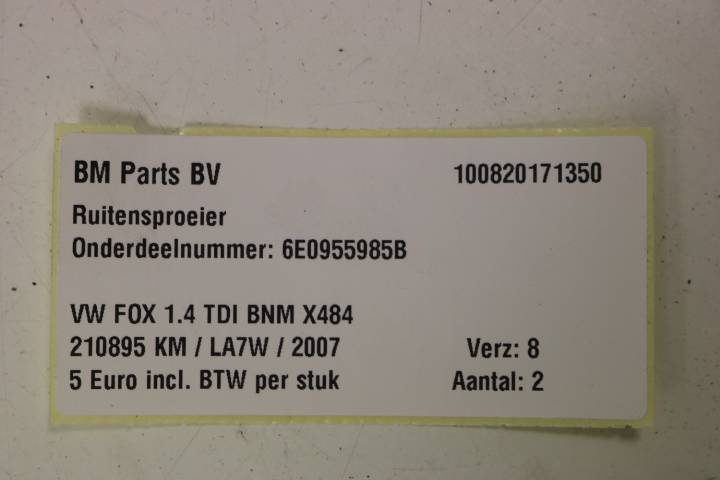 BM Parts BV 100820171350
Ruitensproeier
Onderdeelnummer: 6E0955985B
VW FOX 1.4 TDI BNM X484
210895 KM / LA7W / 2007 Verz: 8
5 Euro incl. BTW per stuk Aantal: 2